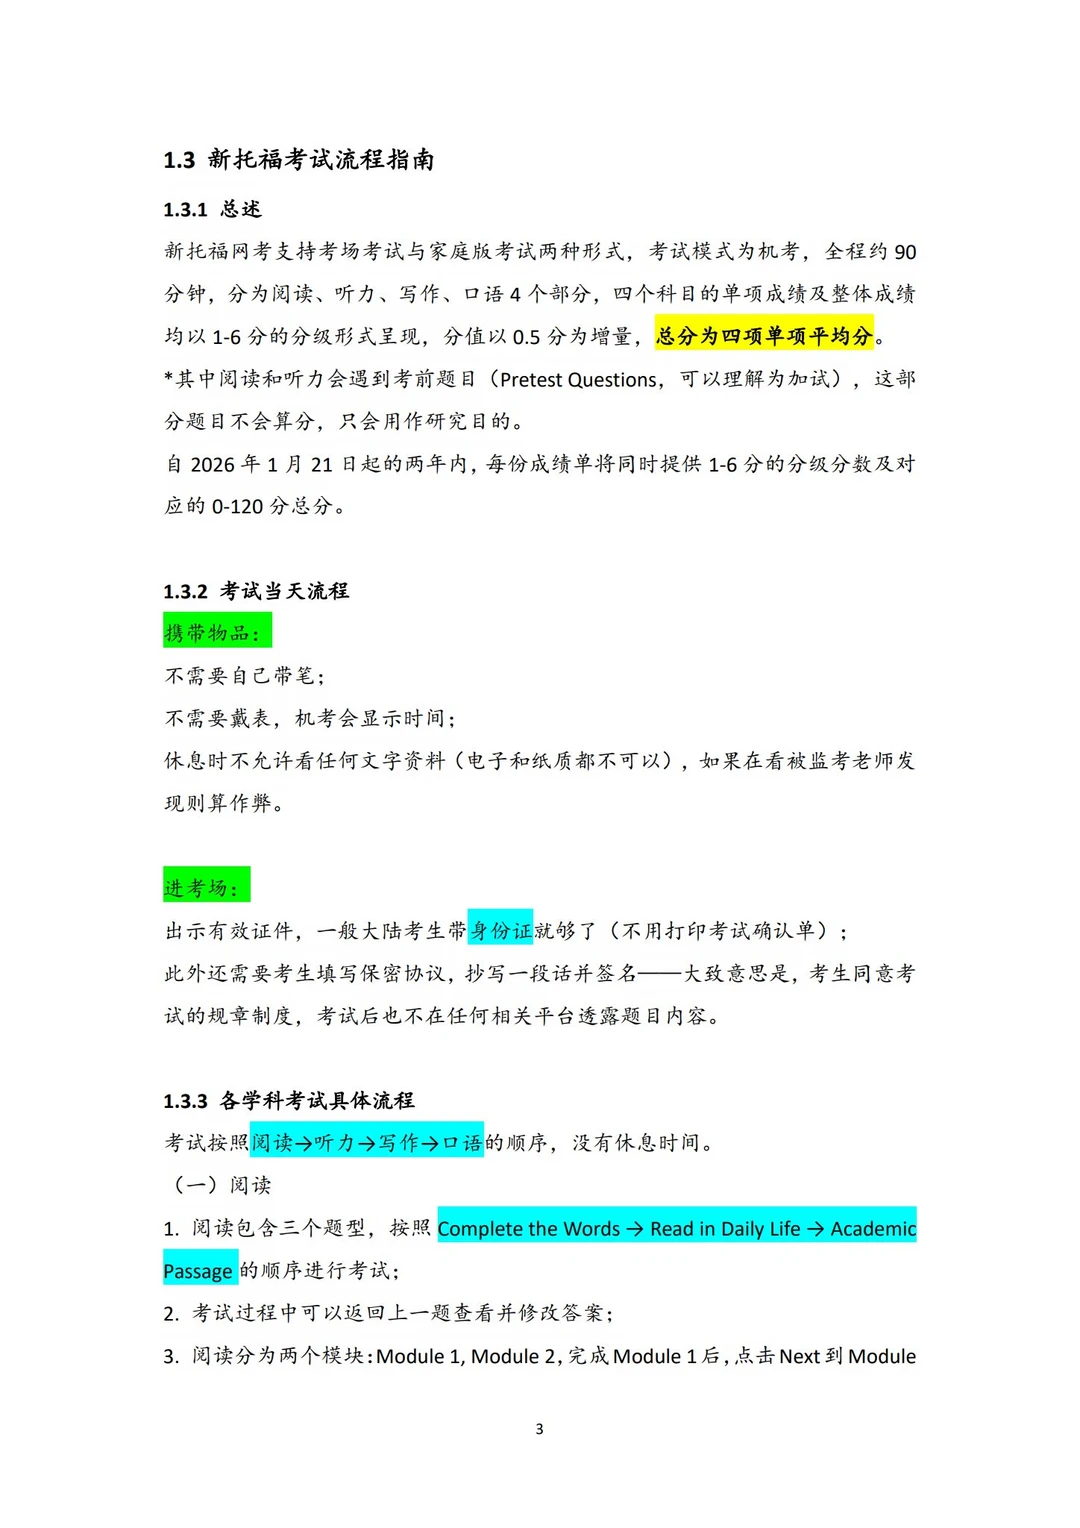 1.3 新托福考试流程指南
1.3.1 总述
新托福网考支持考场考试与家庭版考试两种形式，考试模式为机考，全程约 90
分钟，分为阅读、听力、写作、口语 4 个部分，四个科目的单项成绩及整体成绩
均以 1-6 分的分级形式呈现，分值以 0.5 分为增量，总分为四项单项平均分。
*其中阅读和听力会遇到考前题目（Pretest Questions，可以理解为加试），这部
分题目不会算分，只会用作研究目的。
自 2026 年 1 月 21 日起的两年内，每份成绩单将同时提供 1-6 分的分级分数及对
应的 0-120 分总分。
1.3.2 考试当天流程
携带物品：
不需要自己带笔；
不需要戴表，机考会显示时间；
休息时不允许看任何文字资料（电子和纸质都不可以），如果在看被监考老师发
现则算作弊。
进考场：
出示有效证件，一般大陆考生带身份证就够了（不用打印考试确认单）；
此外还需要考生填写保密协议，抄写一段话并签名——大致意思是，考生同意考
试的规章制度，考试后也不在任何相关平台透露题目内容。
1.3.3 各学科考试具体流程
考试按照阅读→听力→写作→口语的顺序，没有休息时间。
（一）阅读
1. 阅读包含三个题型，按照 Complete the Words → Read in Daily Life → Academic
Passage 的顺序进行考试；
2. 考试过程中可以返回上一题查看并修改答案；
3. 阅读分为两个模块：Module 1, Module 2，完成 Module 1 后，点击 Next 到 Module
3